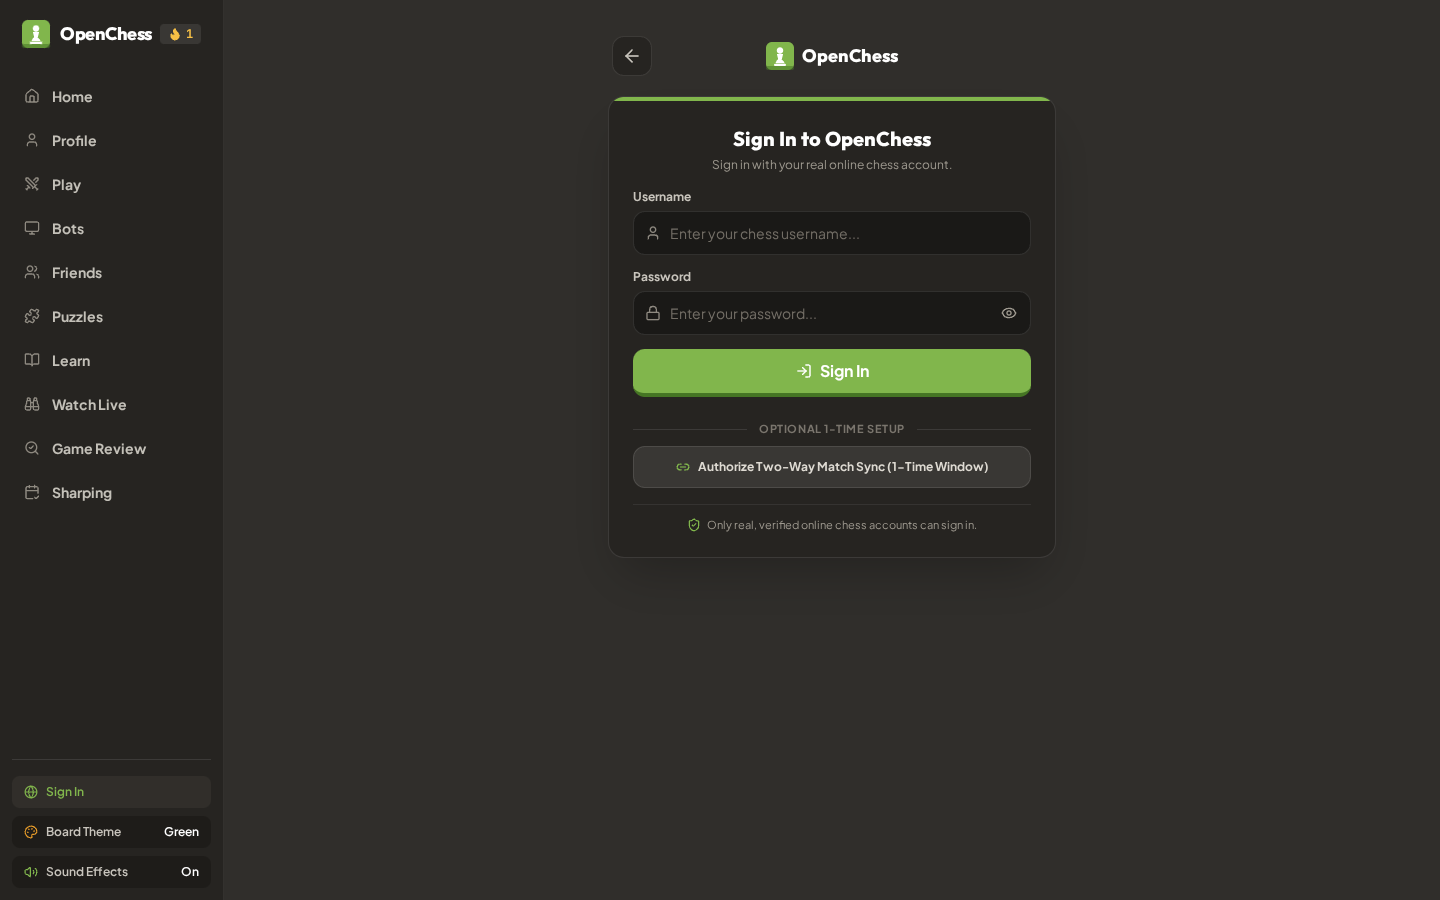 OpenChess 1
Home
Profile
Play
Bots
Friends
Puzzles
Learn
Watch Live
Game Review
Sharping
Sign In
Board Theme Green
Sound Effects On
OpenChess
Sign In to OpenChess
Sign in with your real online chess account.
Username
Enter your chess username...
Password
Enter your password...
Sign In
OPTIONAL 1-TIME SETUP
Authorize Two-Way Match Sync (1-Time Window)
Only real, verified online chess accounts can sign in.